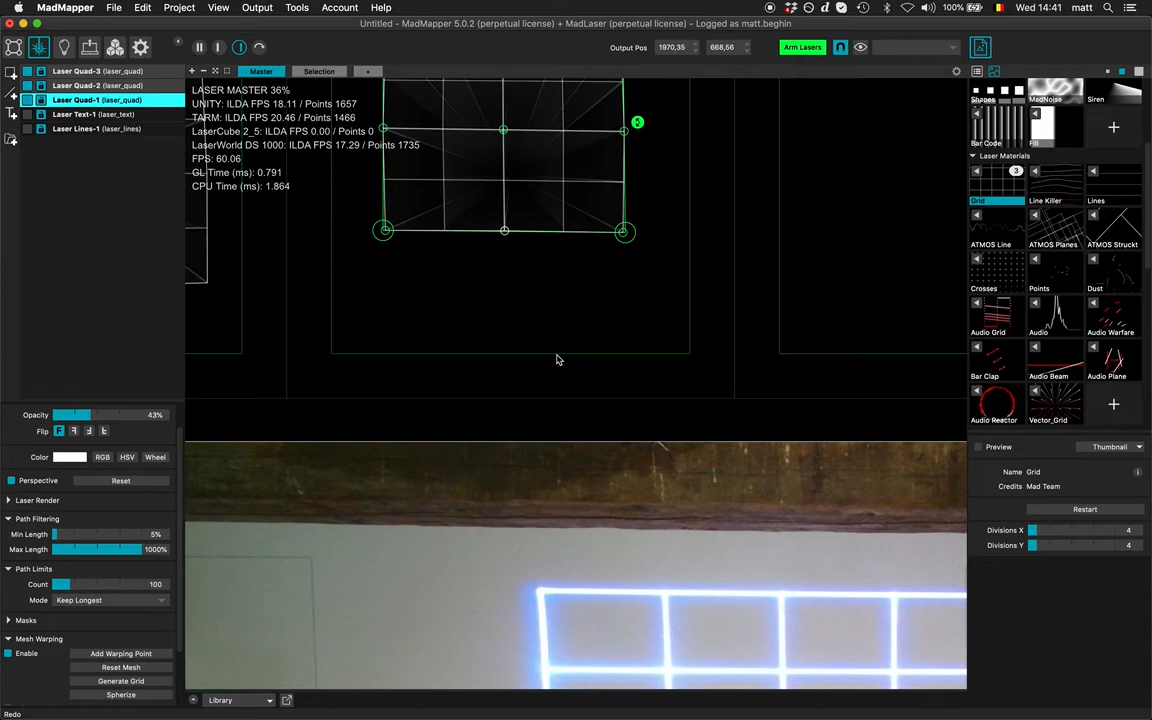 MadMapper File Edit Project View Output Tools Account Help 100% Wed 14:41 matt
Untitled - MadMapper 5.0.2 (perpetual license) + MadLaser (perpetual license) - Logged as matt.beghin
Output Pos 1970,35 668,56 Arm Lasers
Laser Quad-3 (laser_quad)
Laser Quad-2 (laser_quad)
Laser Quad-1 (laser_quad)
Laser Text-1 (laser_text)
Laser Lines-1 (laser_lines)
+ − Master Selection +
LASER MASTER 36%
UNITY: ILDA FPS 18.11 / Points 1657
TARM: ILDA FPS 20.46 / Points 1466
LaserCube 2_5: ILDA FPS 0.00 / Points 0
LaserWorld DS 1000: ILDA FPS 17.29 / Points 1735
FPS: 60.06
GL Time (ms): 0.791
CPU Time (ms): 1.864
Shapes MadNoise Siren
Bar Code Fill
Laser Materials
3
Grid Line Killer Lines
ATMOS Line ATMOS Planes ATMOS Struckt
Crosses Points Dust
Audio Grid Audio Audio Warfare
Bar Clap Audio Beam Audio Plane
Audio Reactor Vector_Grid
Opacity 43%
Flip F
Color RGB HSV Wheel
Perspective Reset
Laser Render
Path Filtering
Min Length 5%
Max Length 1000%
Path Limits
Count 100
Mode Keep Longest
Masks
Mesh Warping
Enable Add Warping Point
Reset Mesh
Generate Grid
Spherize
Library
Preview Thumbnail
Name Grid
Credits Mad Team
Restart
Divisions X 4
Divisions Y 4
Redo